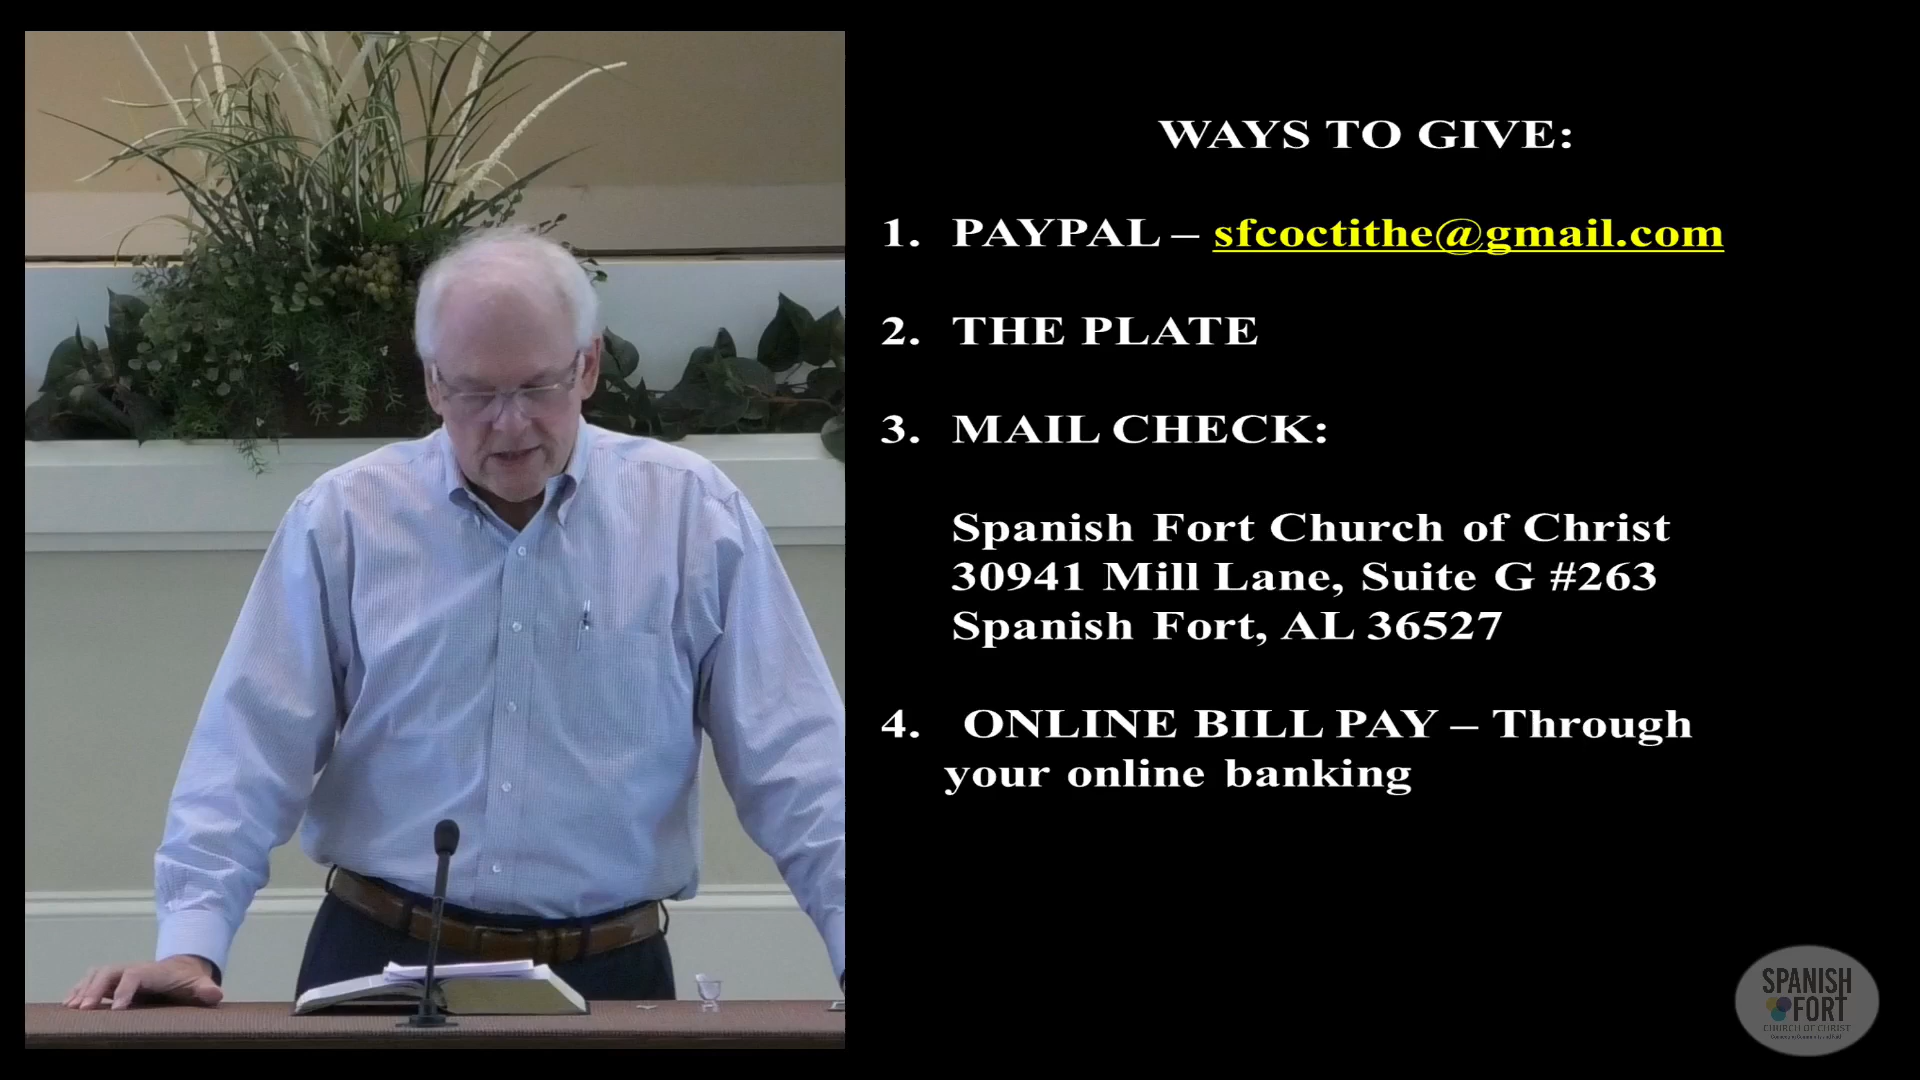 WAYS TO GIVE:
1. PAYPAL – sfcoctithe@gmail.com
2. THE PLATE
3. MAIL CHECK:
Spanish Fort Church of Christ
30941 Mill Lane, Suite G #263
Spanish Fort, AL 36527
4. ONLINE BILL PAY – Through
your online banking
SPANISH
FORT
CHURCH OF CHRIST